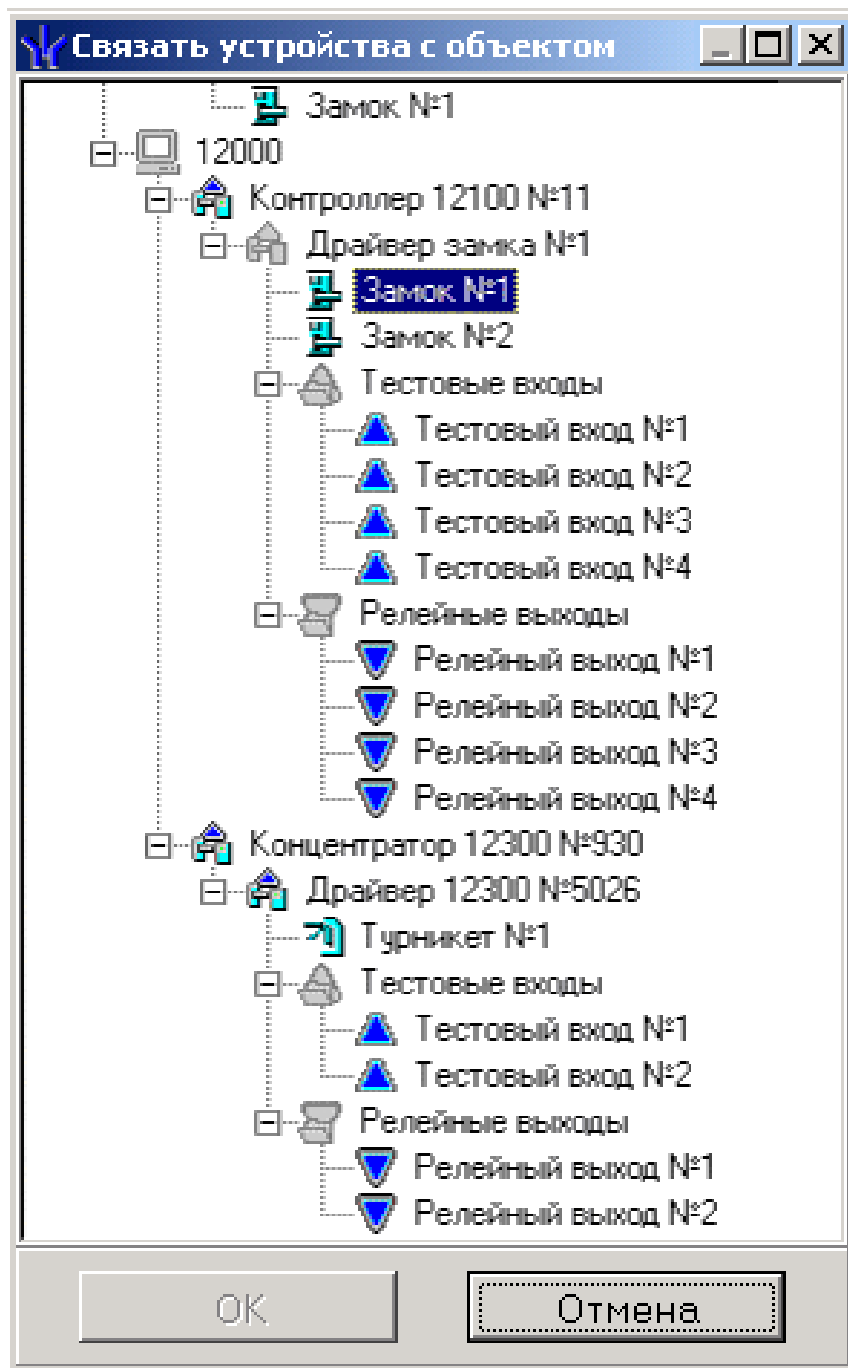 Связать устройства с объектом
Замок №1
12000
Контроллер 12100 №11
Драйвер замка №1
Замок №1
Замок №2
Тестовые входы
Тестовый вход №1
Тестовый вход №2
Тестовый вход №3
Тестовый вход №4
Релейные выходы
Релейный выход №1
Релейный выход №2
Релейный выход №3
Релейный выход №4
Концентратор 12300 №930
Драйвер 12300 №5026
Турникет №1
Тестовые входы
Тестовый вход №1
Тестовый вход №2
Релейные выходы
Релейный выход №1
Релейный выход №2
OK Отмена